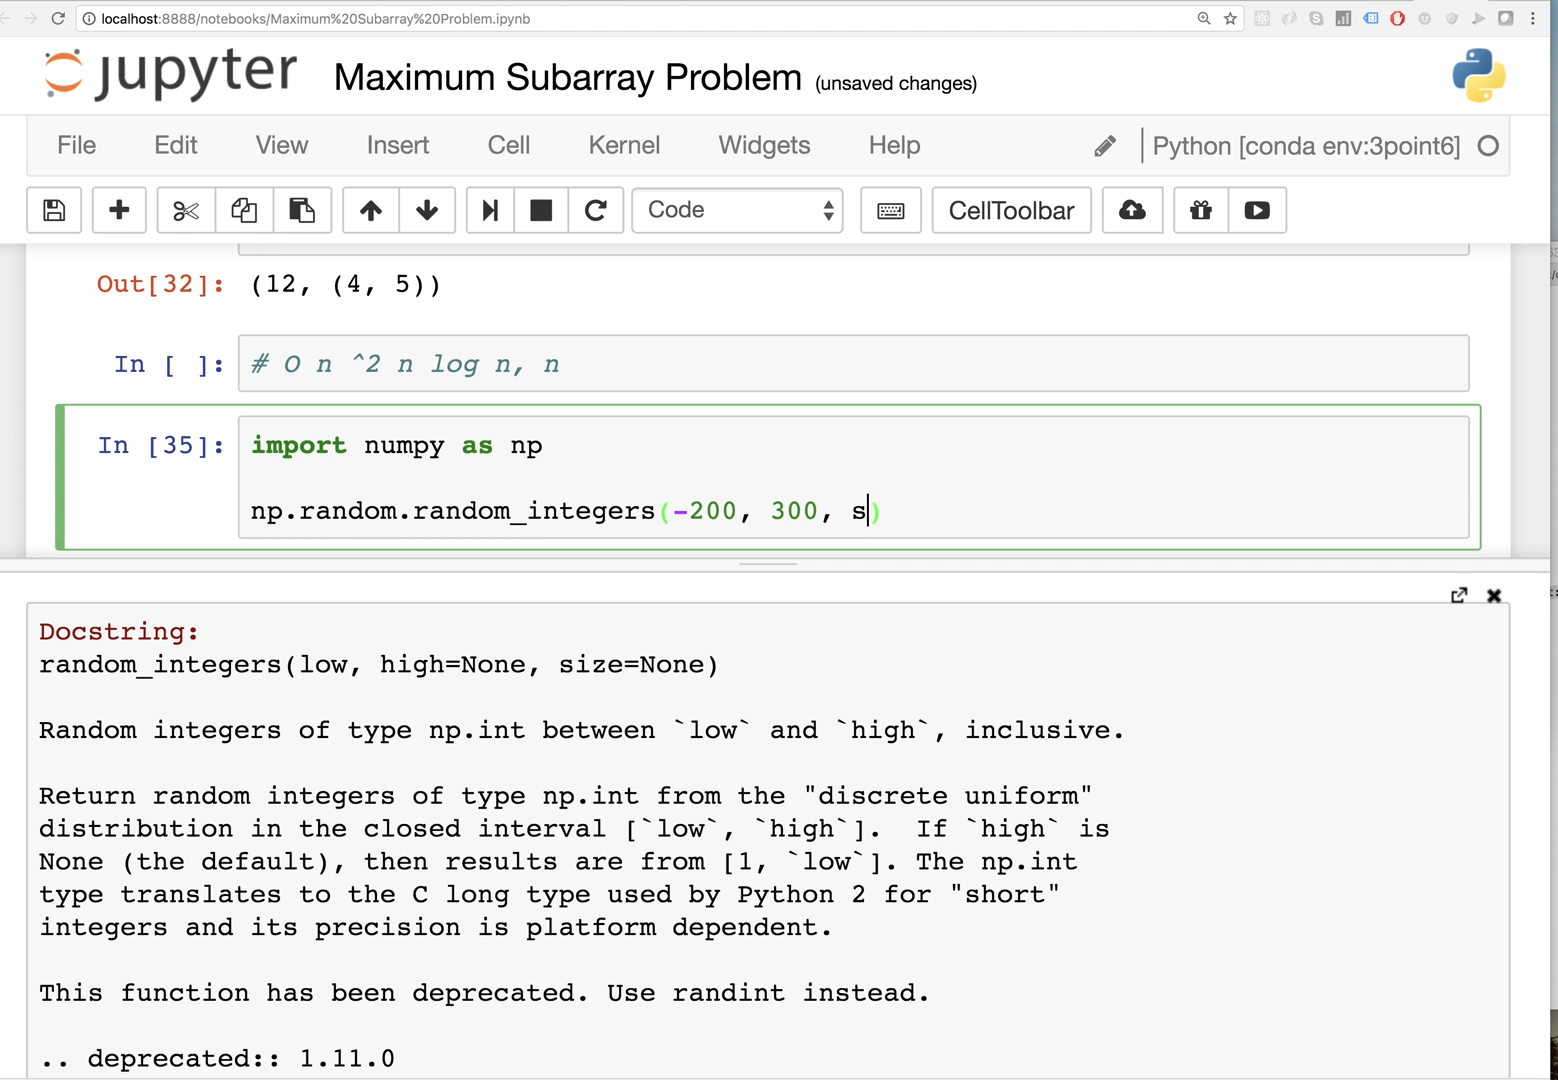 localhost:8888/notebooks/Maximum%20Subarray%20Problem.ipynb
jupyter Maximum Subarray Problem (unsaved changes)
File Edit View Insert Cell Kernel Widgets Help Python [conda env:3point6]
Code CellToolbar
Out[32]: (12, (4, 5))
In [ ]: # O n ^2 n log n, n
In [35]: import numpy as np
np.random.random_integers(-200, 300, s)
Docstring:
random_integers(low, high=None, size=None)
Random integers of type np.int between `low` and `high`, inclusive.
Return random integers of type np.int from the "discrete uniform"
distribution in the closed interval [`low`, `high`].  If `high` is
None (the default), then results are from [1, `low`]. The np.int
type translates to the C long type used by Python 2 for "short"
integers and its precision is platform dependent.
This function has been deprecated. Use randint instead.
.. deprecated:: 1.11.0